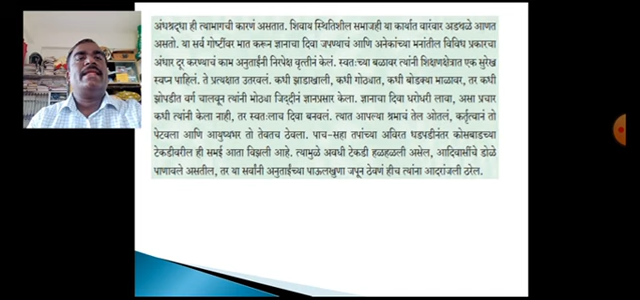 अंधश्रद्धा ही त्याभागची कारणं असतात. शिवाय स्थितिशील समाजही या कार्यात वारंवार अडथळे आणत
असतो. या सर्व गोष्टींवर मात करून ज्ञानाचा दिवा जपण्याचं आणि अनेकांच्या मनांतील विविध प्रकारचा
अंधार दूर करण्याचं काम अनुताईंनी निरपेक्ष वृत्तीनं केलं. स्वतःच्या बळावर त्यांनी शिक्षणक्षेत्रात एक सुरेख
स्वप्न पाहिलं. ते प्रत्यक्षात उतरवलं. कधी झाडाखाली, कधी गोठ्यात, कधी बोडक्या माळावर, तर कधी
झोपडीत वर्ग चालवून त्यांनी मोठ्या जिद्दीनं ज्ञानप्रसार केला. ज्ञानाचा दिवा घरोघरी लावा, असा प्रचार
कधी त्यांनी केला नाही, तर स्वतःलाच दिवा बनवलं. त्यात आपल्या श्रमाचं तेल ओतलं, कर्तृत्वानं तो
पेटवला आणि आयुष्यभर तो तेवतच ठेवला. पाच-सहा तपांच्या अविरत धडपडीनंतर कोसबाडच्या
टेकडीवरील ही समई आता विझली आहे. त्यामुळे अवघी टेकडी हळहळली असेल, आदिवासींचे डोळे
पाणावले असतील, तर या सर्वांनी अनुताईंच्या पाऊलखुणा जपून ठेवणं हीच त्यांना आदरांजली ठरेल.